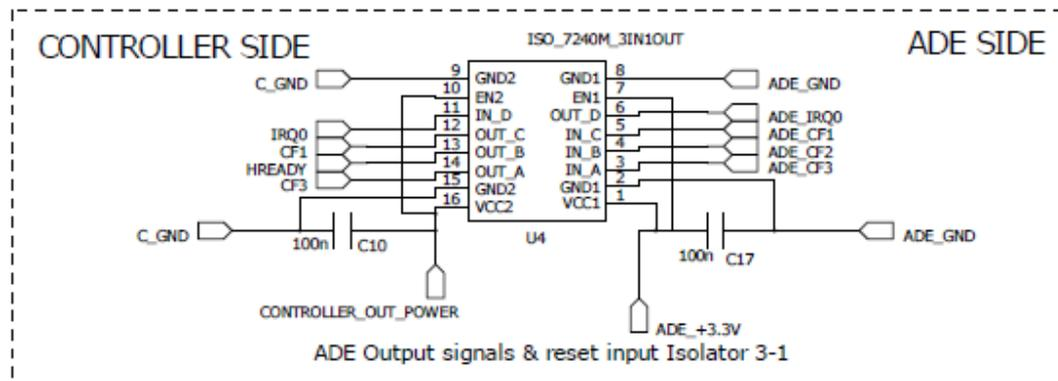 CONTROLLER SIDE
ISO_7240M_3IN1OUT
ADE SIDE
C_GND
9
GND2
GND1
8
ADE_GND
10
EN2
EN1
7
11
IN_D
OUT_D
6
ADE_IRQ0
IRQ0
12
OUT_C
IN_C
5
ADE_CF1
CF1
13
OUT_B
IN_B
4
ADE_CF2
HREADY
14
OUT_A
IN_A
3
ADE_CF3
CF3
15
GND2
GND1
2
16
VCC2
VCC1
1
C_GND
100n
C10
U4
100n
C17
ADE_GND
CONTROLLER_OUT_POWER
ADE_+3.3V
ADE Output signals & reset input Isolator 3-1